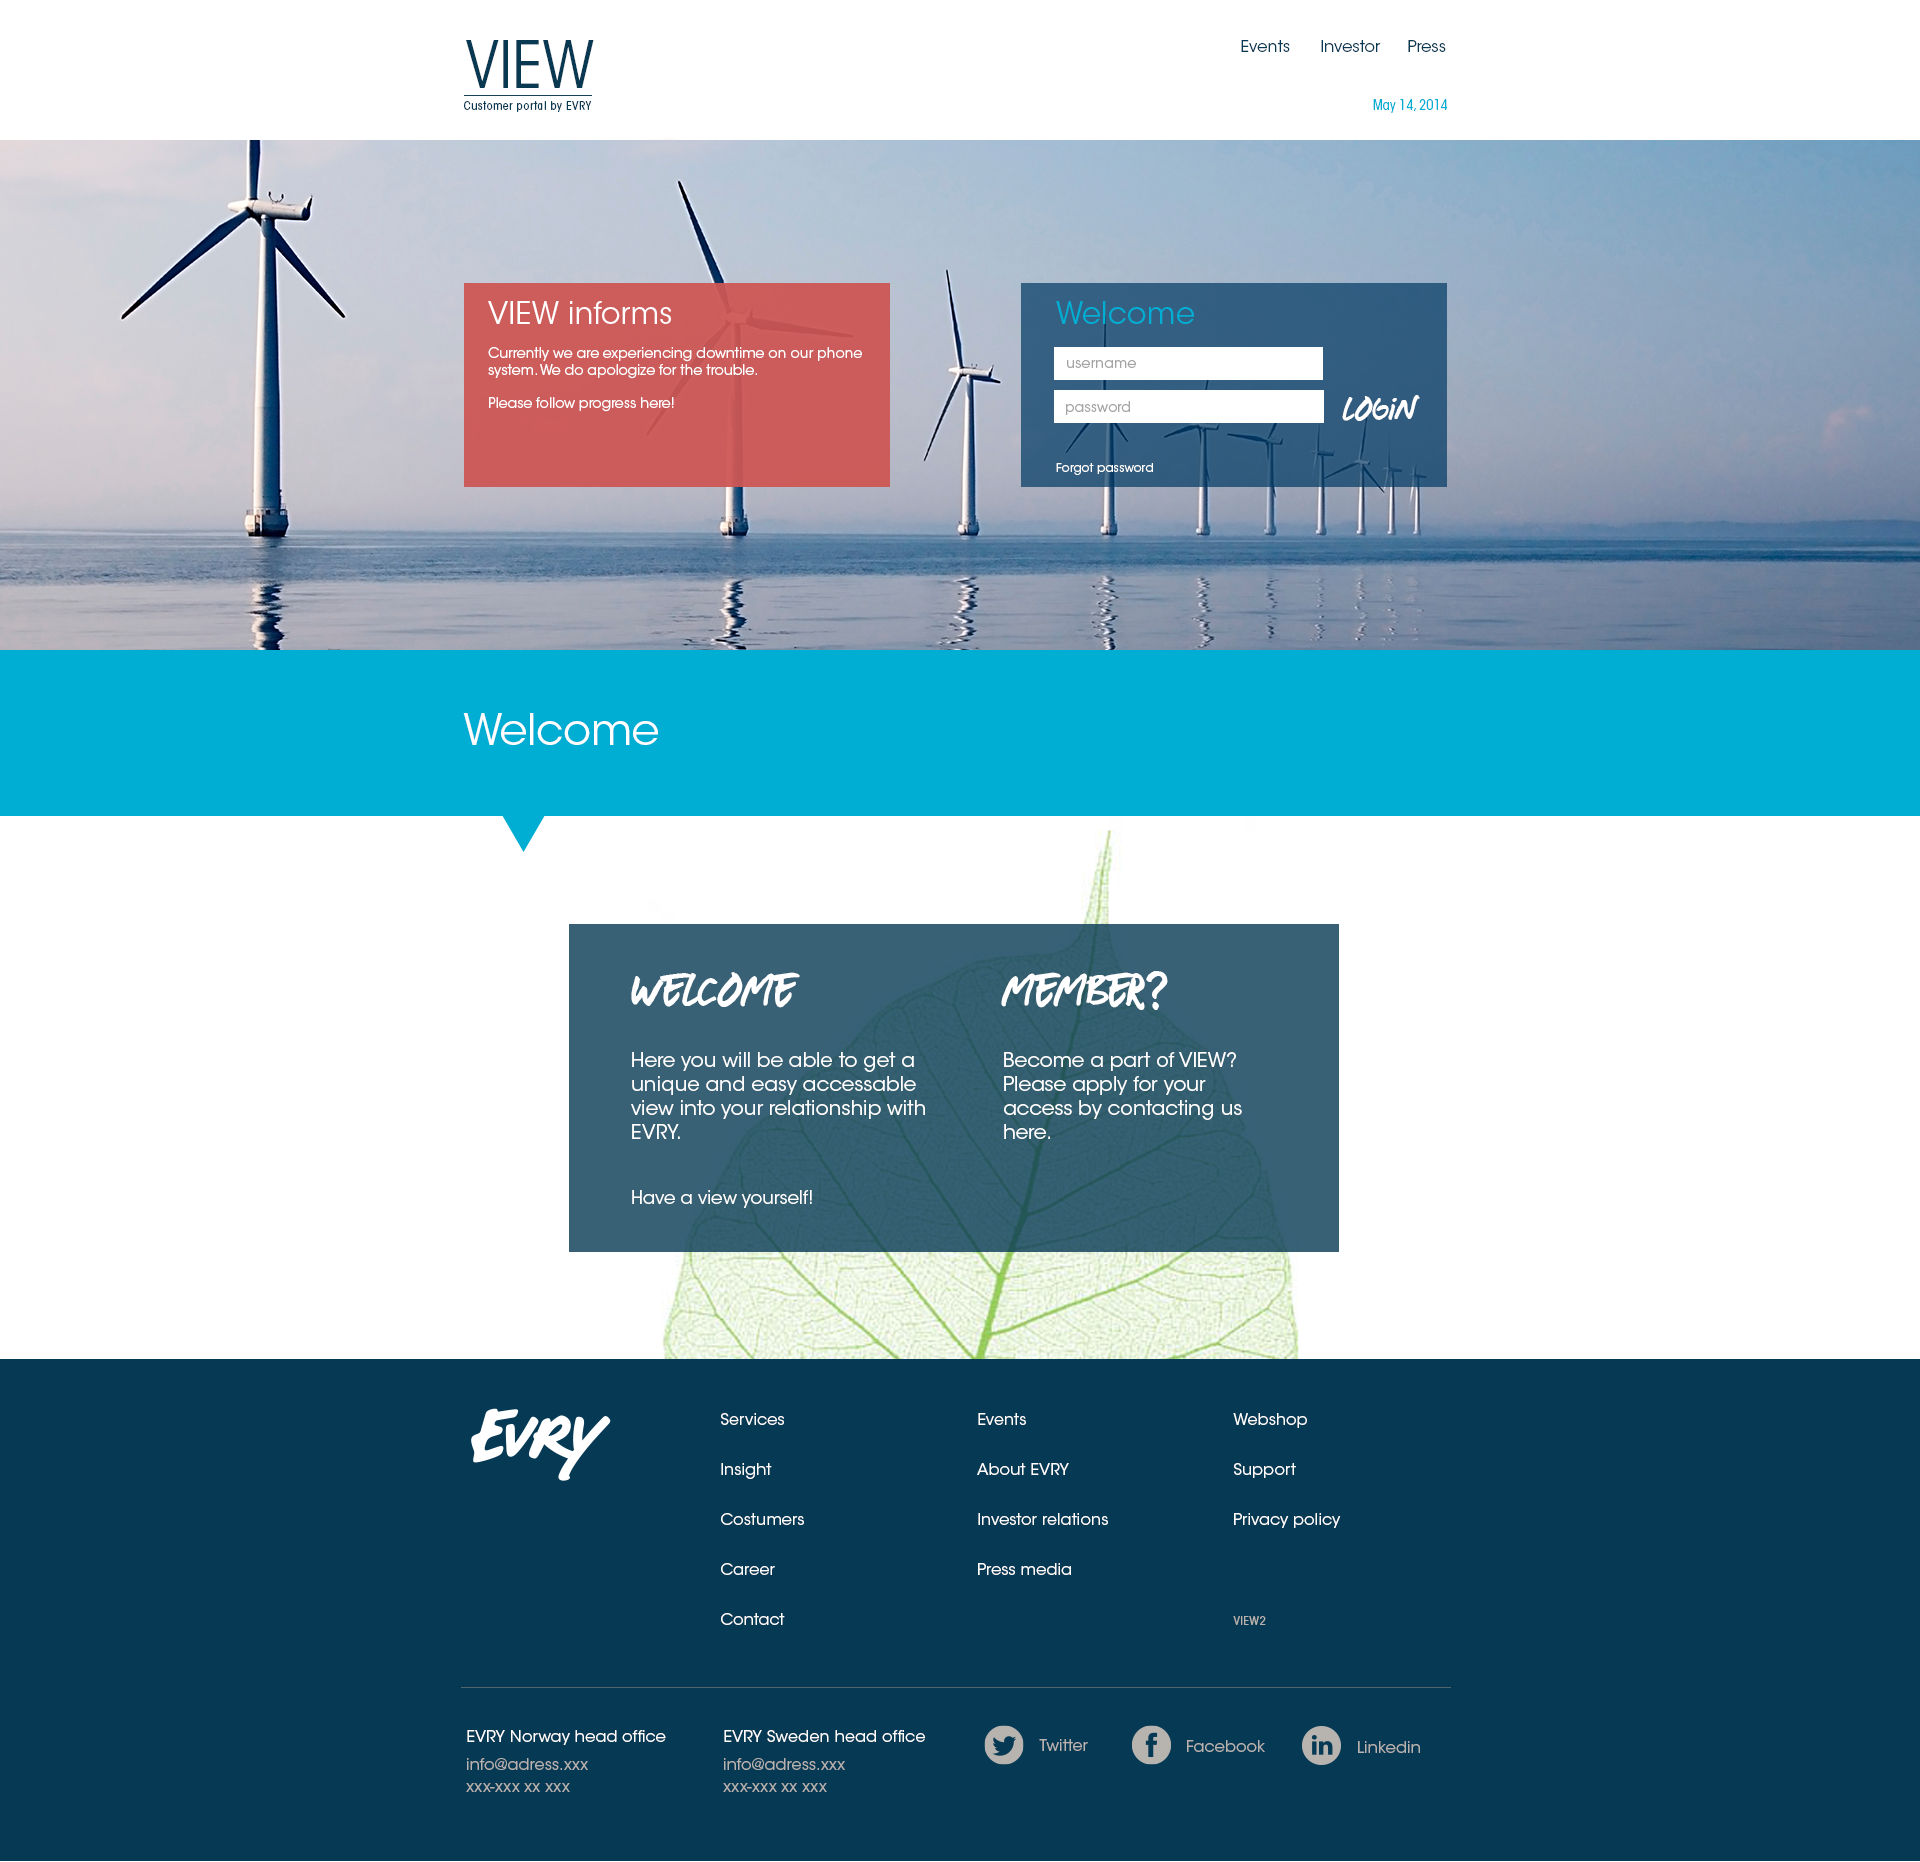 VIEW
Customer portal by EVRY
Events Investor Press
May 14, 2014
VIEW informs
Currently we are experiencing downtime on our phone
system. We do apologize for the trouble.
Please follow progress here!
Welcome
username
password
LOGiN
Forgot password
Welcome
WELCOME
Here you will be able to get a
unique and easy accessable
view into your relationship with
EVRY.
Have a view yourself!
MEMBER?
Become a part of VIEW?
Please apply for your
access by contacting us
here.
EVRY
Services
Insight
Costumers
Career
Contact
Events
About EVRY
Investor relations
Press media
Webshop
Support
Privacy policy
VIEW2
EVRY Norway head office
info@adress.xxx
xxx-xxx xx xxx
EVRY Sweden head office
info@adress.xxx
xxx-xxx xx xxx
Twitter
f Facebook
in Linkedin